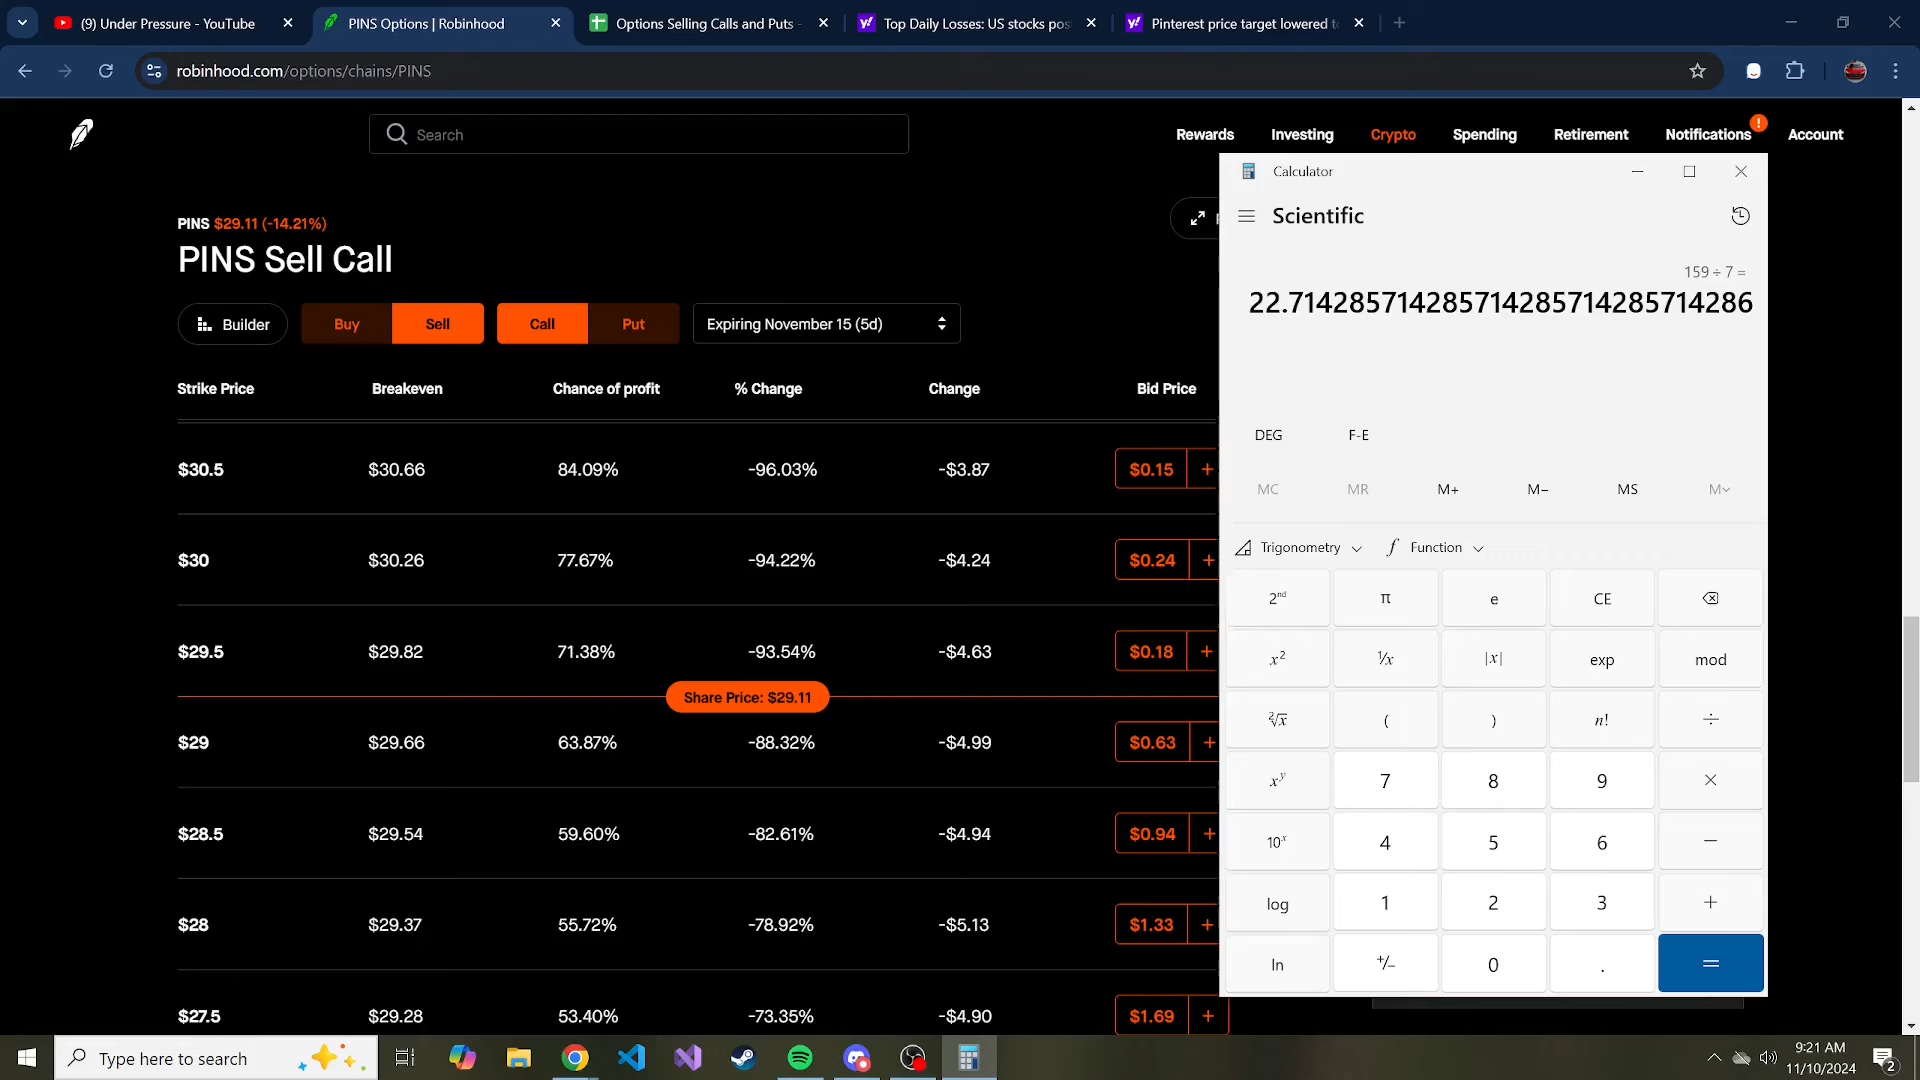 (9) Under Pressure - YouTube
PINS Options | Robinhood
Options Selling Calls and Puts -
Top Daily Losses: US stocks pos
Pinterest price target lowered t
robinhood.com/options/chains/PINS
Search
Rewards
Investing
Crypto
Spending
Retirement
Notifications
!
Account
PINS $29.11 (-14.21%)
PINS Sell Call
Builder
Buy
Sell
Call
Put
Expiring November 15 (5d)
Strike Price Breakeven Chance of profit % Change Change Bid Price
$30.5 $30.66 84.09% -96.03% -$3.87 $0.15 +
$30 $30.26 77.67% -94.22% -$4.24 $0.24 +
$29.5 $29.82 71.38% -93.54% -$4.63 $0.18 +
Share Price: $29.11
$29 $29.66 63.87% -88.32% -$4.99 $0.63 +
$28.5 $29.54 59.60% -82.61% -$4.94 $0.94 +
$28 $29.37 55.72% -78.92% -$5.13 $1.33 +
$27.5 $29.28 53.40% -73.35% -$4.90 $1.69 +
Calculator
Scientific
159 ÷ 7 =
22.714285714285714285714285714286
DEG F-E
MC MR M+ M− MS M
Trigonometry f Function
2nd π e CE
x² ¹⁄x |x| exp mod
²√x ( ) n! ÷
xʸ 7 8 9 ×
10ˣ 4 5 6 −
log 1 2 3 +
ln +/− 0 . =
Type here to search
9:21 AM
11/10/2024
2